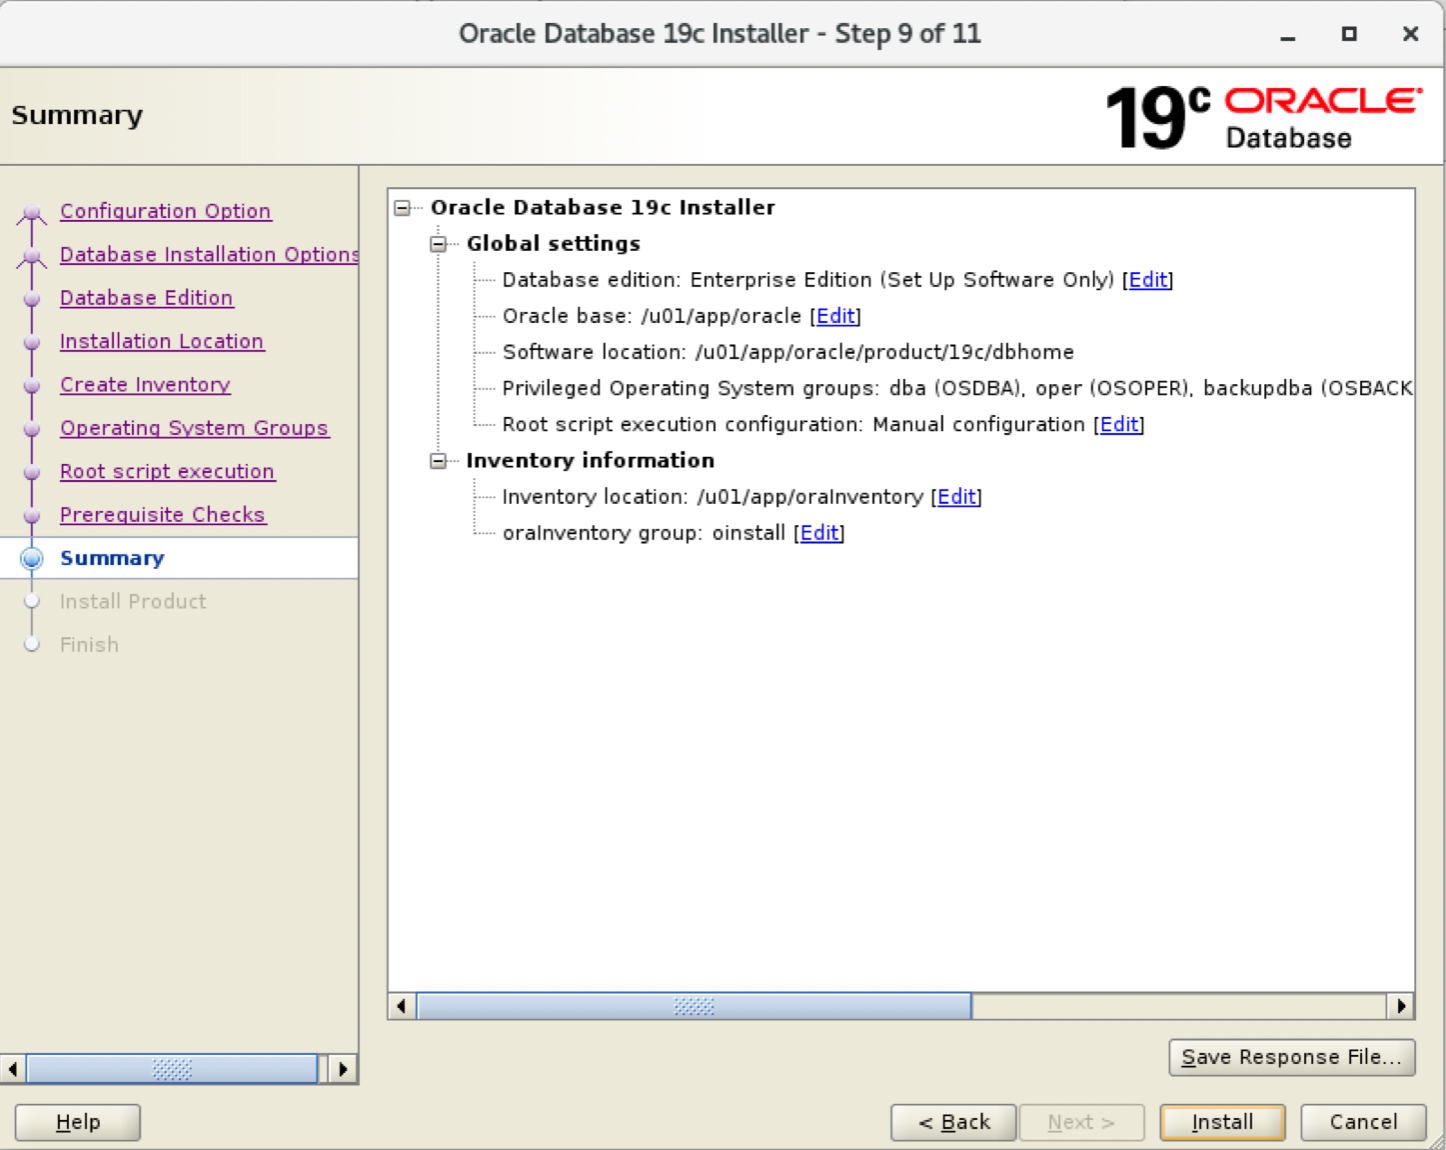 Oracle Database 19c Installer - Step 9 of 11
Summary
19c ORACLE
Database
Configuration Option
Database Installation Options
Database Edition
Installation Location
Create Inventory
Operating System Groups
Root script execution
Prerequisite Checks
Summary
Install Product
Finish
Oracle Database 19c Installer
Global settings
Database edition: Enterprise Edition (Set Up Software Only) [Edit]
Oracle base: /u01/app/oracle [Edit]
Software location: /u01/app/oracle/product/19c/dbhome
Privileged Operating System groups: dba (OSDBA), oper (OSOPER), backupdba (OSBACK
Root script execution configuration: Manual configuration [Edit]
Inventory information
Inventory location: /u01/app/oraInventory [Edit]
oraInventory group: oinstall [Edit]
Save Response File...
Help
< Back
Next >
Install
Cancel